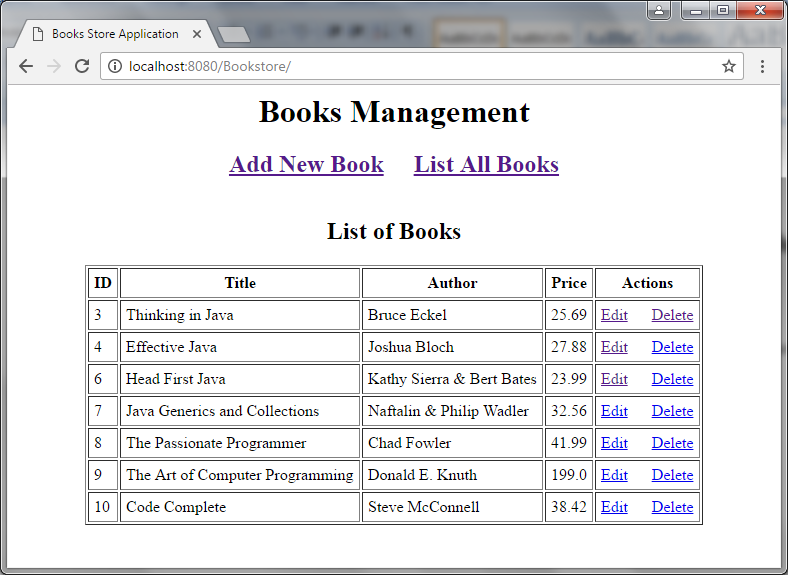 Books Store Application
localhost:8080/Bookstore/
Books Management
Add New Book List All Books
List of Books
ID Title Author Price Actions
3 Thinking in Java Bruce Eckel 25.69 Edit Delete
4 Effective Java Joshua Bloch 27.88 Edit Delete
6 Head First Java Kathy Sierra & Bert Bates 23.99 Edit Delete
7 Java Generics and Collections Naftalin & Philip Wadler 32.56 Edit Delete
8 The Passionate Programmer Chad Fowler 41.99 Edit Delete
9 The Art of Computer Programming Donald E. Knuth 199.0 Edit Delete
10 Code Complete Steve McConnell 38.42 Edit Delete